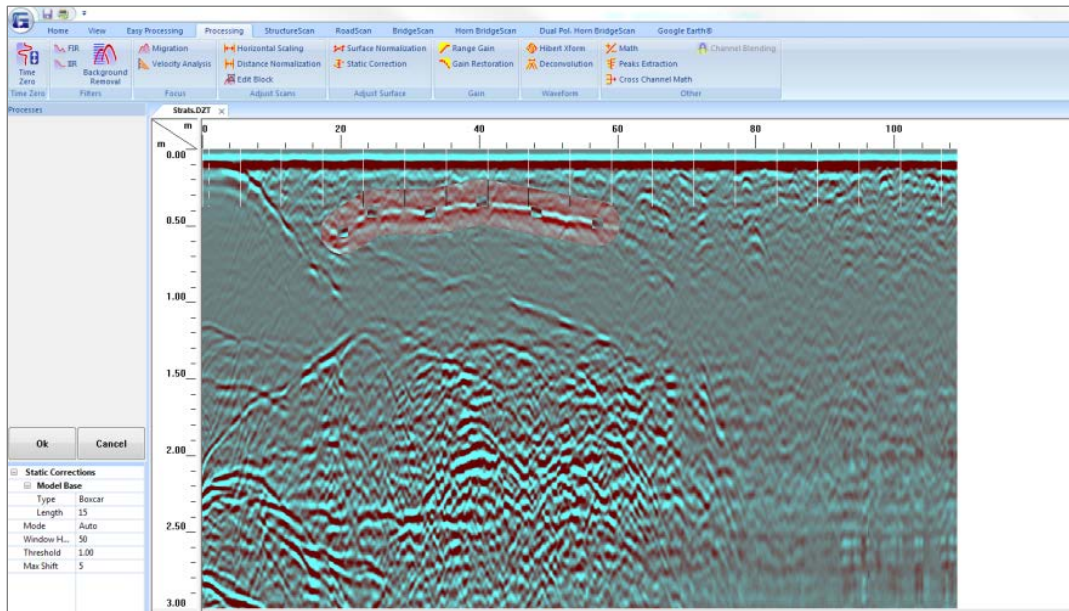 Home View Easy Processing Processing StructureScan RoadScan BridgeScan Horn BridgeScan Dual Pol. Horn BridgeScan Google Earth®
Time Zero
FIR
IIR
Background Removal
Migration
Velocity Analysis
Horizontal Scaling
Distance Normalization
Edit Block
Surface Normalization
Static Correction
Range Gain
Gain Restoration
Hibert Xform
Deconvolution
Math
Peaks Extraction
Cross Channel Math
Channel Blending
Time Zero Filters Focus Adjust Scans Adjust Surface Gain Waveform Other
Processes
Strats.DZT
m 0 20 40 60 80 100
m
0.00
0.50
1.00
1.50
2.00
2.50
3.00
Ok Cancel
Static Corrections
Model Base
Type Boxcar
Length 15
Mode Auto
Window H... 50
Threshold 1.00
Max Shift 5